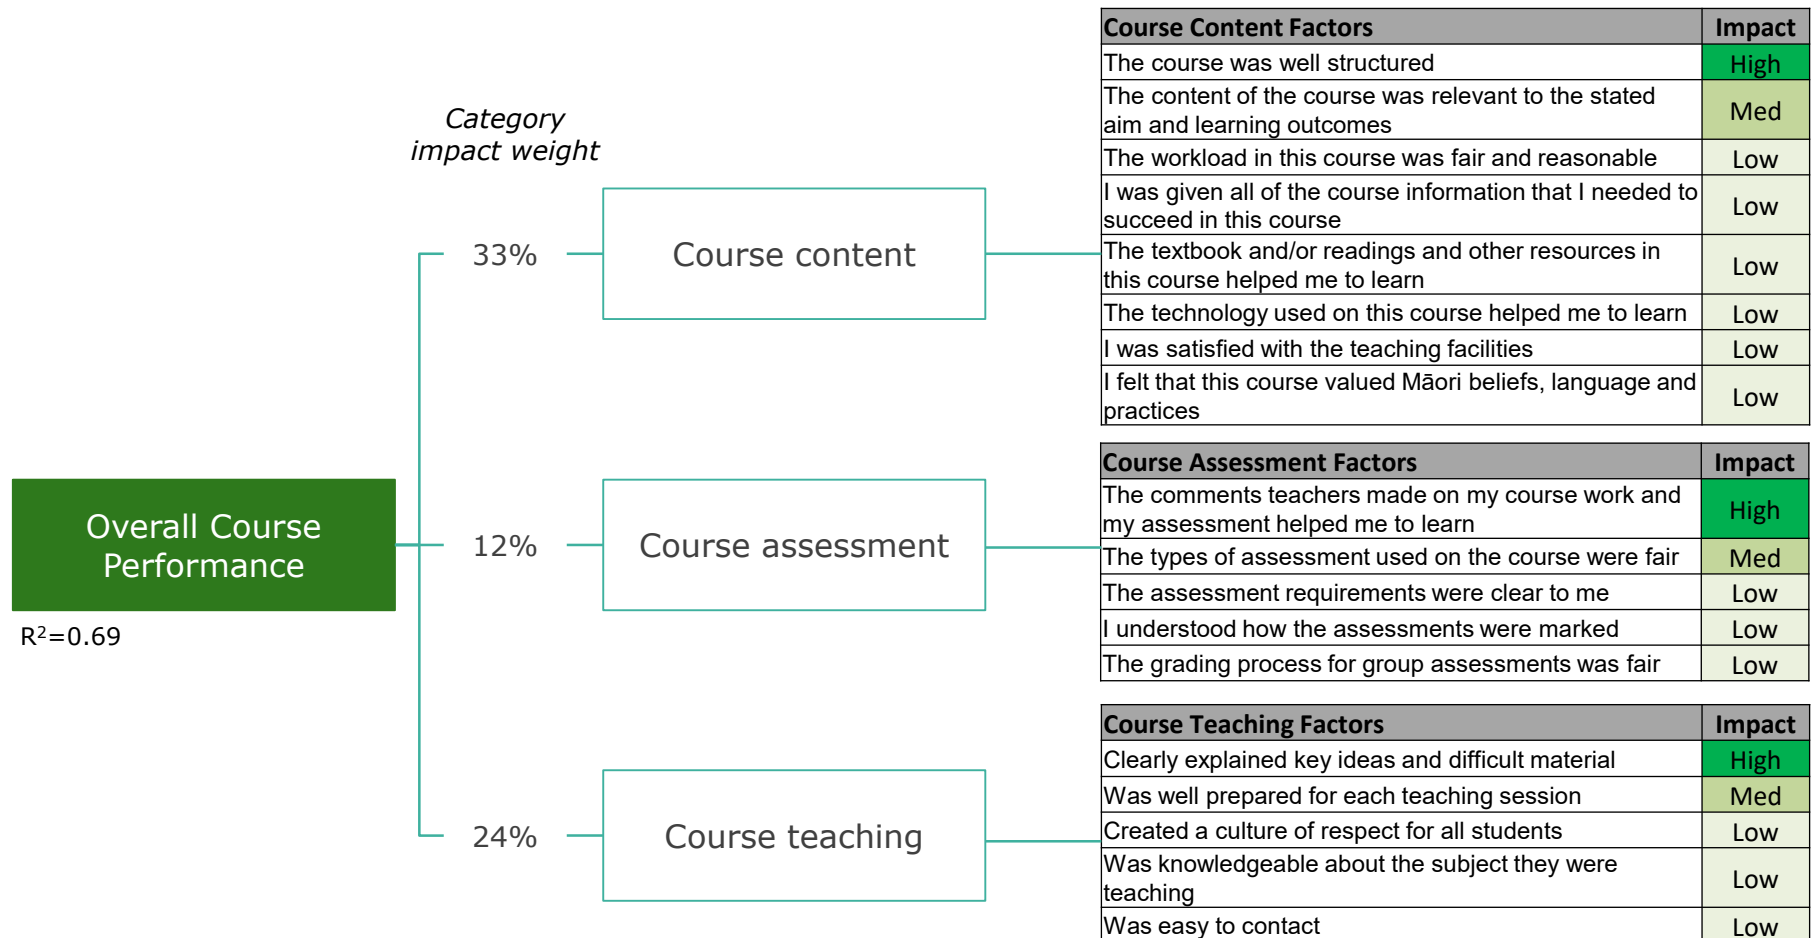 Course Content Factors Impact
The course was well structured High
The content of the course was relevant to the stated
aim and learning outcomes Med
The workload in this course was fair and reasonable Low
I was given all of the course information that I needed to
succeed in this course Low
The textbook and/or readings and other resources in
this course helped me to learn Low
The technology used on this course helped me to learn Low
I was satisfied with the teaching facilities Low
I felt that this course valued Māori beliefs, language and
practices Low
Category
impact weight
33% Course content
Course Assessment Factors Impact
The comments teachers made on my course work and
my assessment helped me to learn High
The types of assessment used on the course were fair Med
The assessment requirements were clear to me Low
I understood how the assessments were marked Low
The grading process for group assessments was fair Low
Overall Course
Performance
R²=0.69
12% Course assessment
Course Teaching Factors Impact
Clearly explained key ideas and difficult material High
Was well prepared for each teaching session Med
Created a culture of respect for all students Low
Was knowledgeable about the subject they were
teaching Low
Was easy to contact Low
24% Course teaching